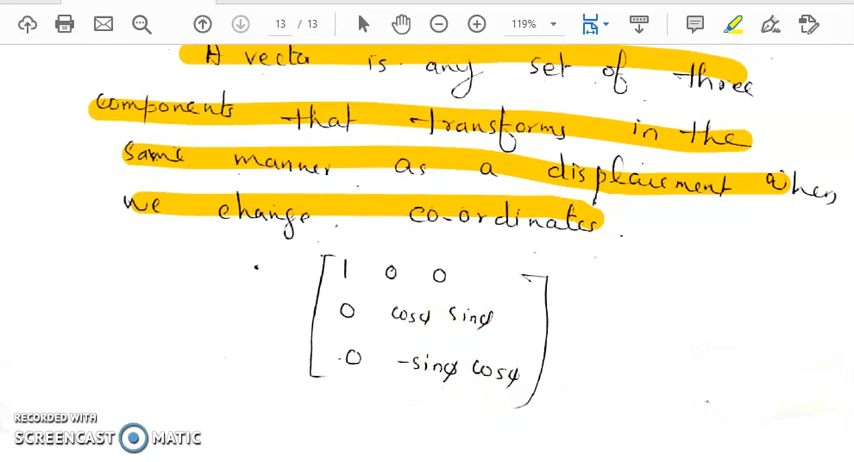 13 / 13
119%
A vector is any set of three
components that transforms in the
same manner as a displacement when
we change co-ordinates.
1 0 0
0 cosφ sinφ
0 -sinφ cosφ
RECORDED WITH
SCREENCAST MATIC